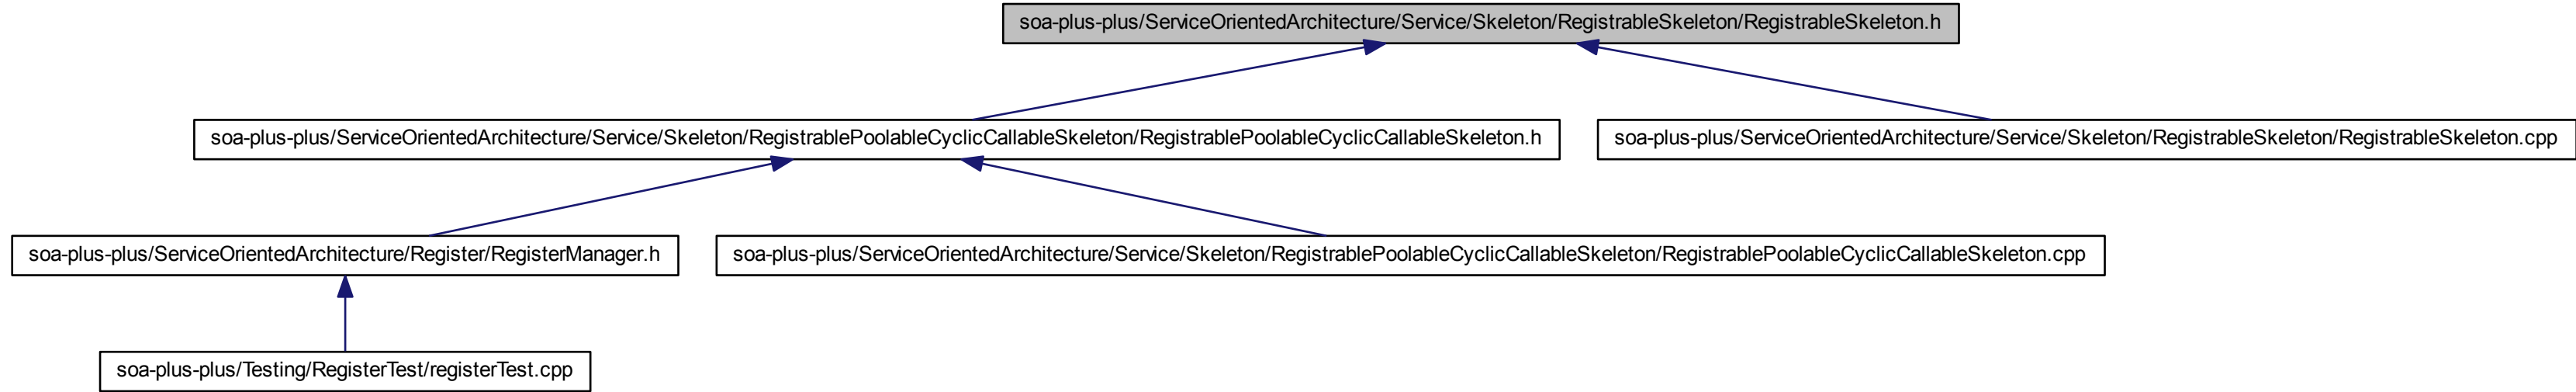 soa-plus-plus/ServiceOrientedArchitecture/Service/Skeleton/RegistrableSkeleton/RegistrableSkeleton.h
soa-plus-plus/ServiceOrientedArchitecture/Service/Skeleton/RegistrablePoolableCyclicCallableSkeleton/RegistrablePoolableCyclicCallableSkeleton.h
soa-plus-plus/ServiceOrientedArchitecture/Service/Skeleton/RegistrableSkeleton/RegistrableSkeleton.cpp
soa-plus-plus/ServiceOrientedArchitecture/Register/RegisterManager.h
soa-plus-plus/ServiceOrientedArchitecture/Service/Skeleton/RegistrablePoolableCyclicCallableSkeleton/RegistrablePoolableCyclicCallableSkeleton.cpp
soa-plus-plus/Testing/RegisterTest/registerTest.cpp